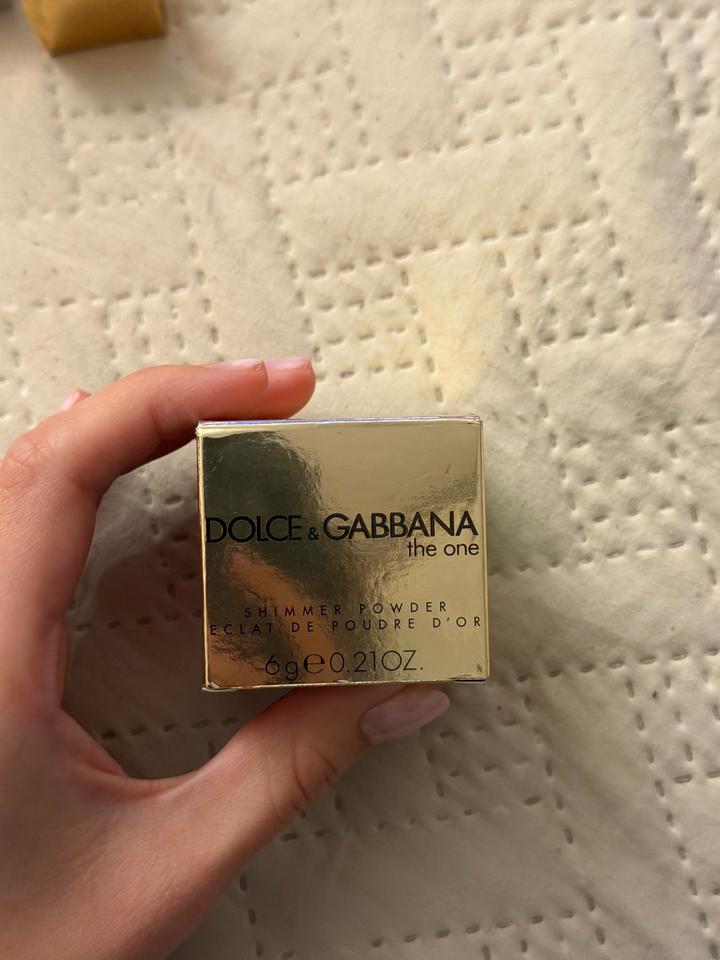 DOLCE & GABBANA
the one
SHIMMER POWDER
ECLAT DE POUDRE D'OR
6g℮0.21OZ.